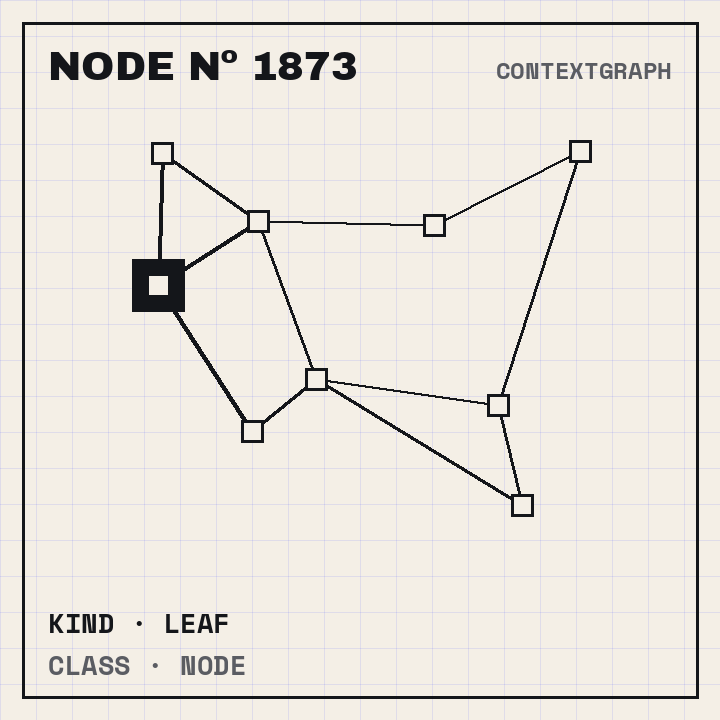 NODE Nº 1873
CONTEXTGRAPH
KIND · LEAF
CLASS · NODE